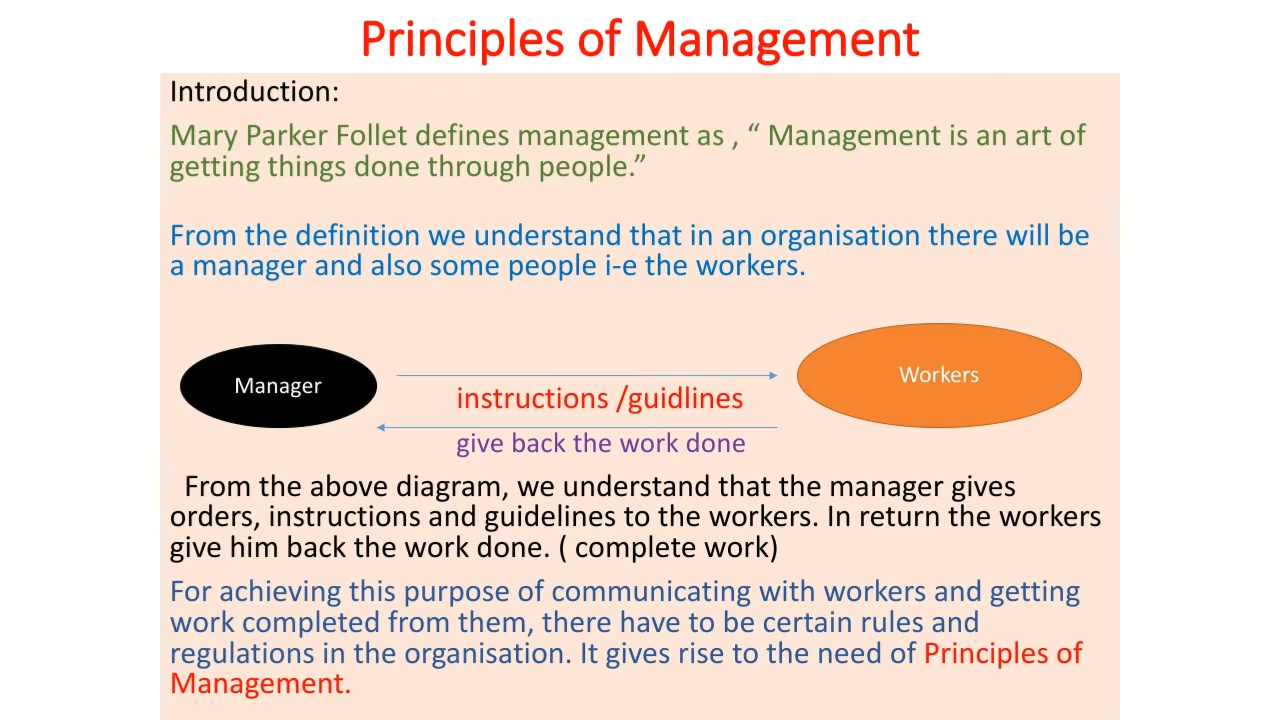 Principles of Management
Introduction:
Mary Parker Follet defines management as , “ Management is an art of
getting things done through people.”
From the definition we understand that in an organisation there will be
a manager and also some people i-e the workers.
Manager
Workers
instructions /guidlines
give back the work done
From the above diagram, we understand that the manager gives
orders, instructions and guidelines to the workers. In return the workers
give him back the work done. ( complete work)
For achieving this purpose of communicating with workers and getting
work completed from them, there have to be certain rules and
regulations in the organisation. It gives rise to the need of Principles of
Management.